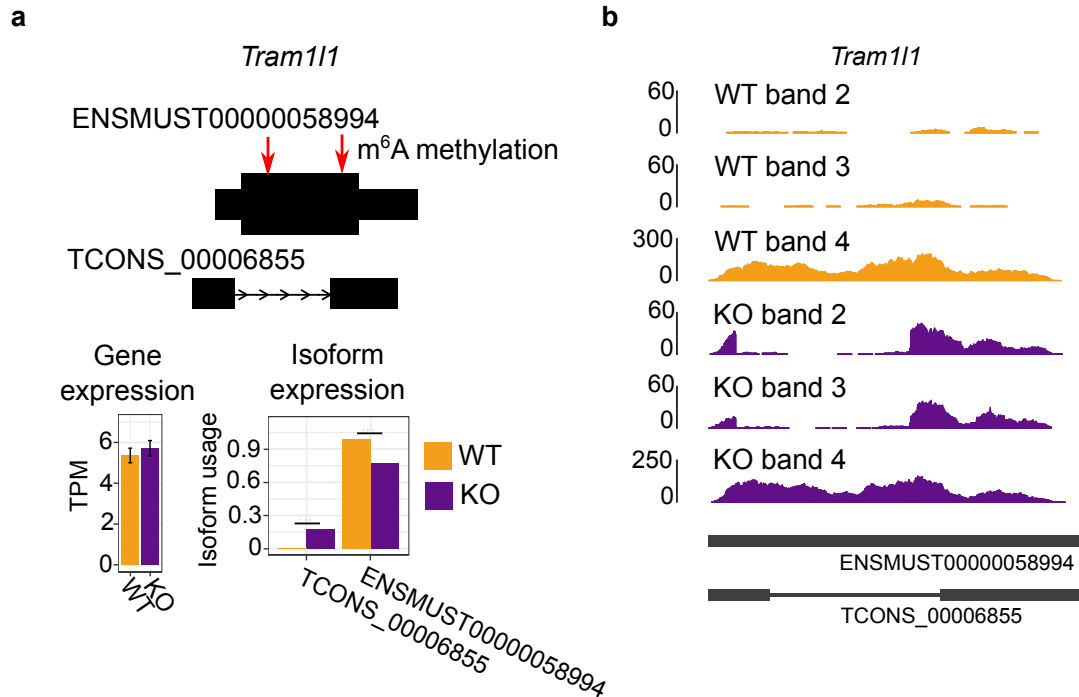 a
Tram1l1
ENSMUST00000058994
m⁶A methylation
TCONS_00006855
Gene
expression
TPM
6
4
2
0
WT
KO
Isoform
expression
Isoform usage
0.9
0.6
0.3
0
TCONS_00006855
ENSMUST00000058994
WT
KO
b
Tram1l1
60
0
WT band 2
60
0
WT band 3
300
0
WT band 4
60
0
KO band 2
60
0
KO band 3
250
0
KO band 4
ENSMUST00000058994
TCONS_00006855